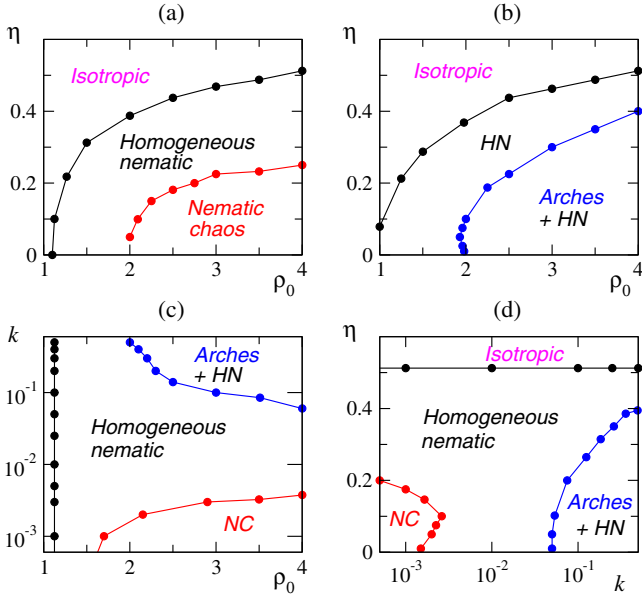 (a)
η
Isotropic
Homogeneous
nematic
Nematic
chaos
0.4
0.2
0
1
2
3
ρ0
4
(b)
η
Isotropic
HN
Arches
+ HN
0.4
0.2
0
1
2
3
ρ0
4
(c)
k
Arches
+ HN
Homogeneous
nematic
NC
10^-1
10^-2
10^-3
1
2
3
ρ0
4
(d)
η
Isotropic
Homogeneous
nematic
NC
Arches
+ HN
0.4
0.2
0
10^-3
10^-2
10^-1
k